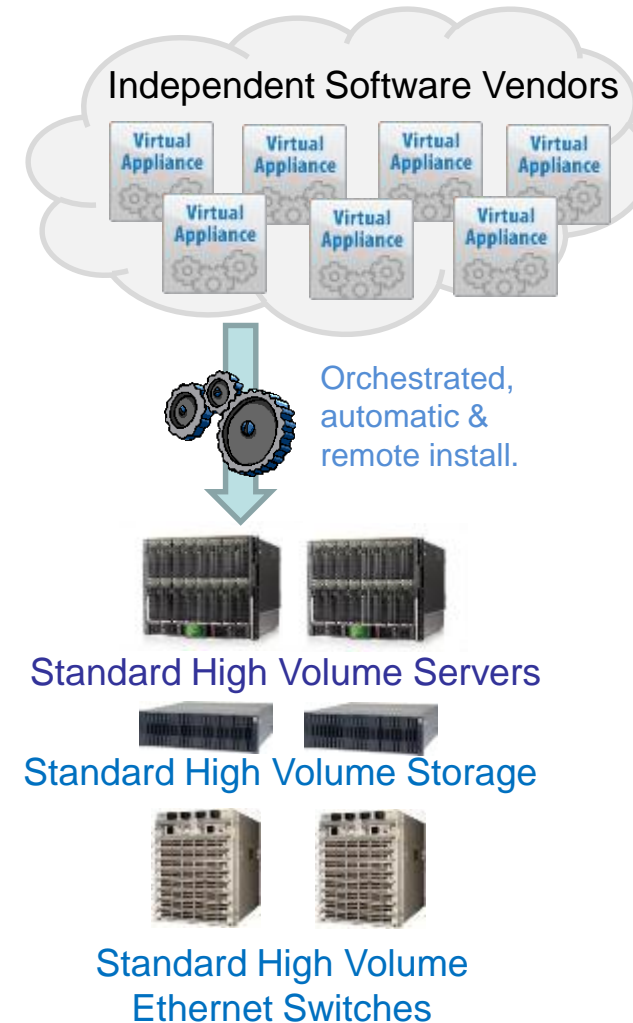 Independent Software Vendors
Virtual
Appliance
Virtual
Appliance
Virtual
Appliance
Virtual
Appliance
Virtual
Appliance
Virtual
Appliance
Virtual
Appliance
Orchestrated,
automatic &
remote install.
Standard High Volume Servers
Standard High Volume Storage
Standard High Volume
Ethernet Switches